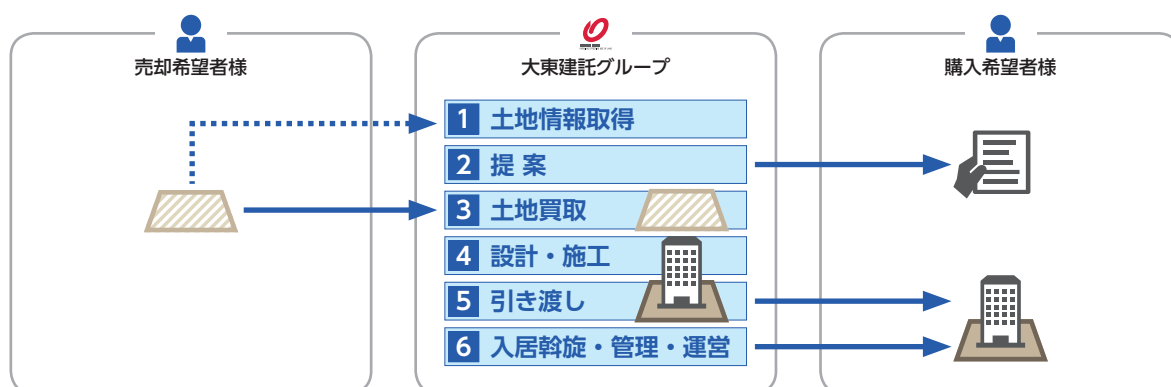 売却希望者様
大東建託グループ
購入希望者様
1 土地情報取得
2 提 案
3 土地買取
4 設計・施工
5 引き渡し
6 入居斡旋・管理・運営